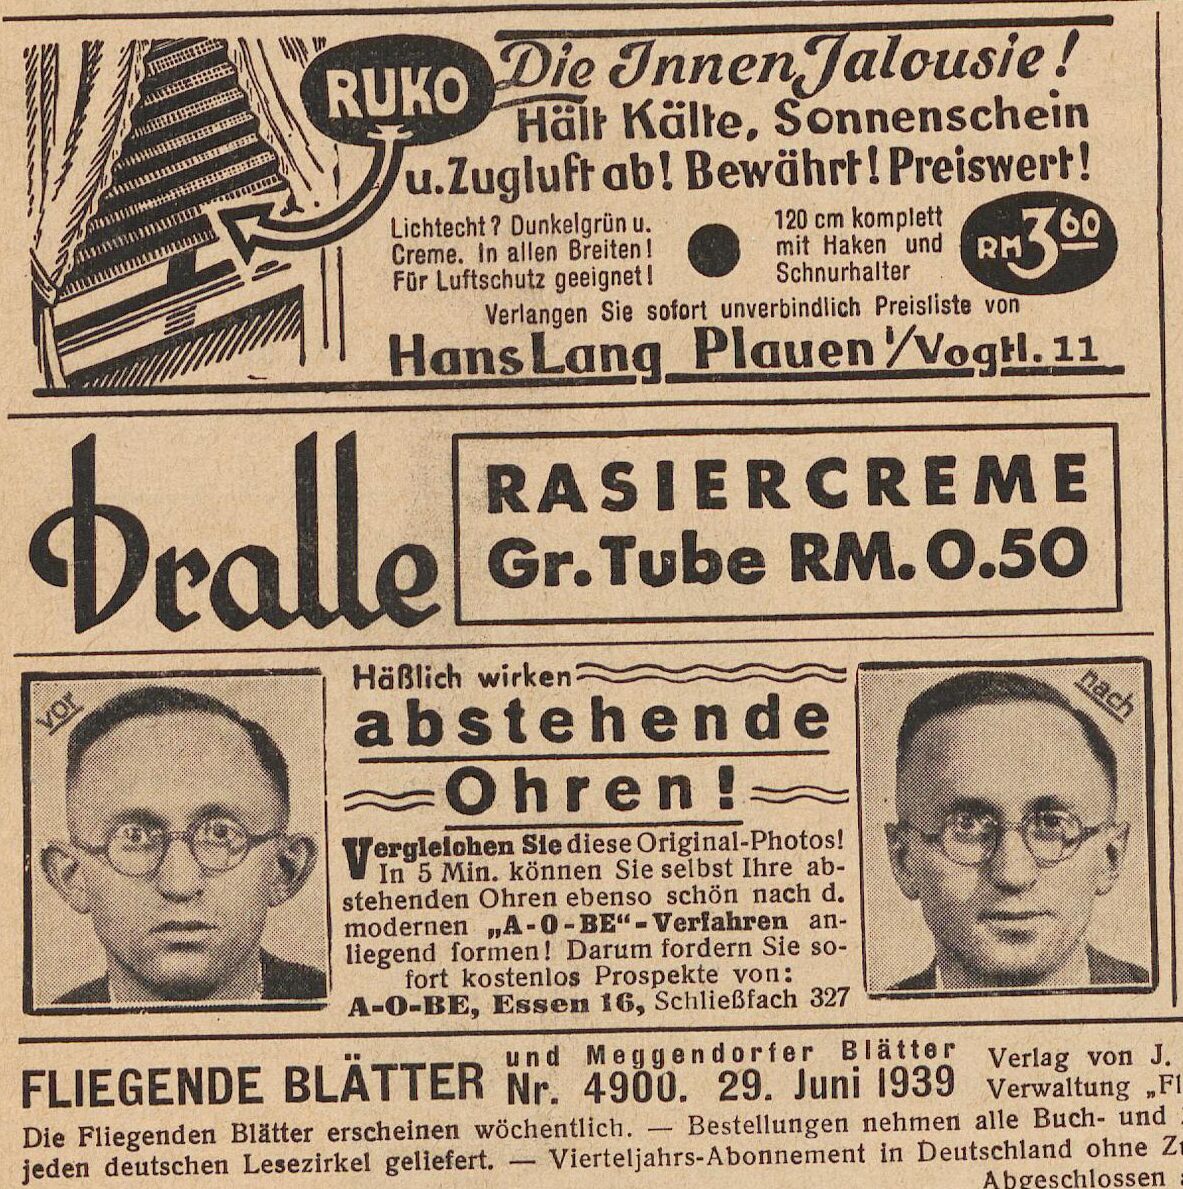 RUKO
Die InnenJalousie!
Hält Kälte, Sonnenschein
u. Zugluft ab! Bewährt! Preiswert!
Lichtecht? Dunkelgrün u.
Creme. In allen Breiten!
Für Luftschutz geeignet!
120 cm komplett
mit Haken und
Schnurhalter
RM 3 60
Verlangen Sie sofort unverbindlich Preisliste von
Hans Lang Plauen i/Vogtl. 11
Dralle
RASIERCREME
Gr. Tube RM. 0.50
vor
Häßlich wirken
abstehende
Ohren!
Vergleichen Sie diese Original-Photos!
In 5 Min. können Sie selbst Ihre ab-
stehenden Ohren ebenso schön nach d.
modernen „A-O-BE“-Verfahren an-
liegend formen! Darum fordern Sie so-
fort kostenlos Prospekte von:
A-O-BE, Essen 16, Schließfach 327
nach
FLIEGENDE BLÄTTER und Meggendorfer Blätter
Nr. 4900. 29. Juni 1939
Verlag von J.
Verwaltung „Fl
Die Fliegenden Blätter erscheinen wöchentlich. — Bestellungen nehmen alle Buch- und
jeden deutschen Lesezirkel geliefert. — Vierteljahrs-Abonnement in Deutschland ohne Zu
Abgeschlossen